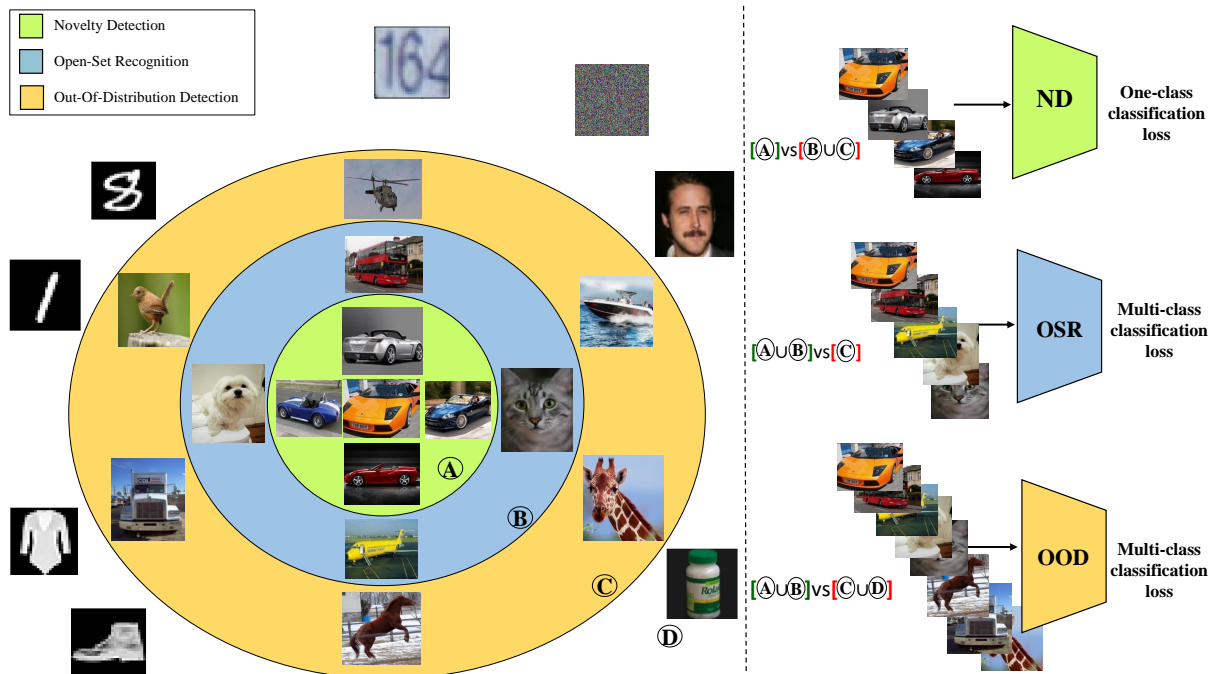 Novelty Detection
Open-Set Recognition
Out-Of-Distribution Detection
164
A
B
C
D
[A]vs[B∪C]
ND
One-class
classification
loss
[A∪B]vs[C]
OSR
Multi-class
classification
loss
[A∪B]vs[C∪D]
OOD
Multi-class
classification
loss